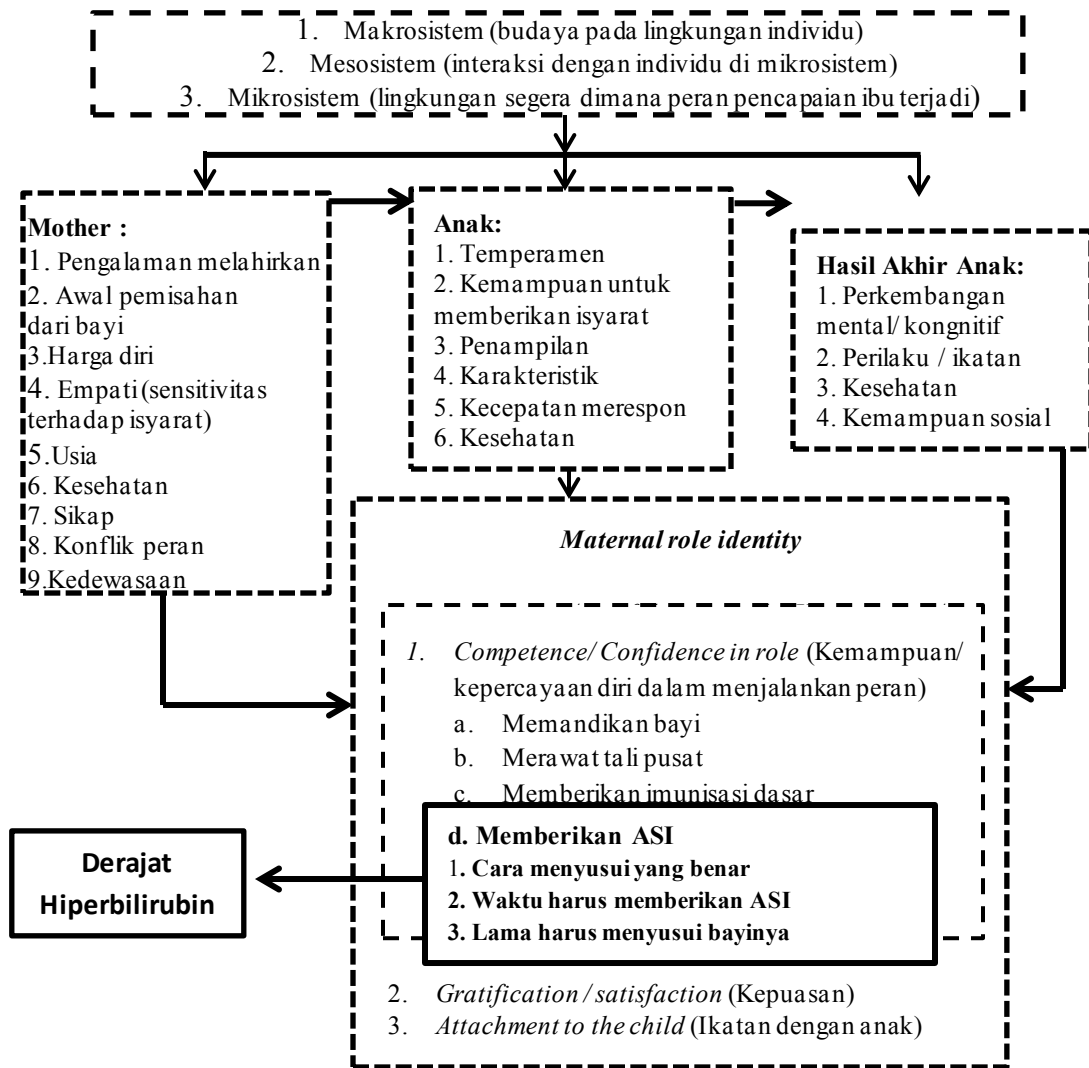 1. Makrosistem (budaya pada lingkungan individu)
2. Mesosistem (interaksi dengan individu di mikrosistem)
3. Mikrosistem (lingkungan segera dimana peran pencapaian ibu terjadi)
Mother :
1. Pengalaman melahirkan
2. Awal pemisahan
dari bayi
3.Harga diri
4. Empati (sensitivitas
terhadap isyarat)
5.Usia
6. Kesehatan
7. Sikap
8. Konflik peran
9.Kedewasaan
Anak:
1. Temperamen
2. Kemampuan untuk
memberikan isyarat
3. Penampilan
4. Karakteristik
5. Kecepatan merespon
6. Kesehatan
Hasil Akhir Anak:
1. Perkembangan
mental/ kongnitif
2. Perilaku / ikatan
3. Kesehatan
4. Kemampuan sosial
Maternal role identity
1. Competence/ Confidence in role (Kemampuan/
kepercayaan diri dalam menjalankan peran)
a. Memandikan bayi
b. Merawat tali pusat
c. Memberikan imunisasi dasar
d. Memberikan ASI
1. Cara menyusui yang benar
2. Waktu harus memberikan ASI
3. Lama harus menyusui bayinya
Derajat
Hiperbilirubin
2. Gratification / satisfaction (Kepuasan)
3. Attachment to the child (Ikatan dengan anak)